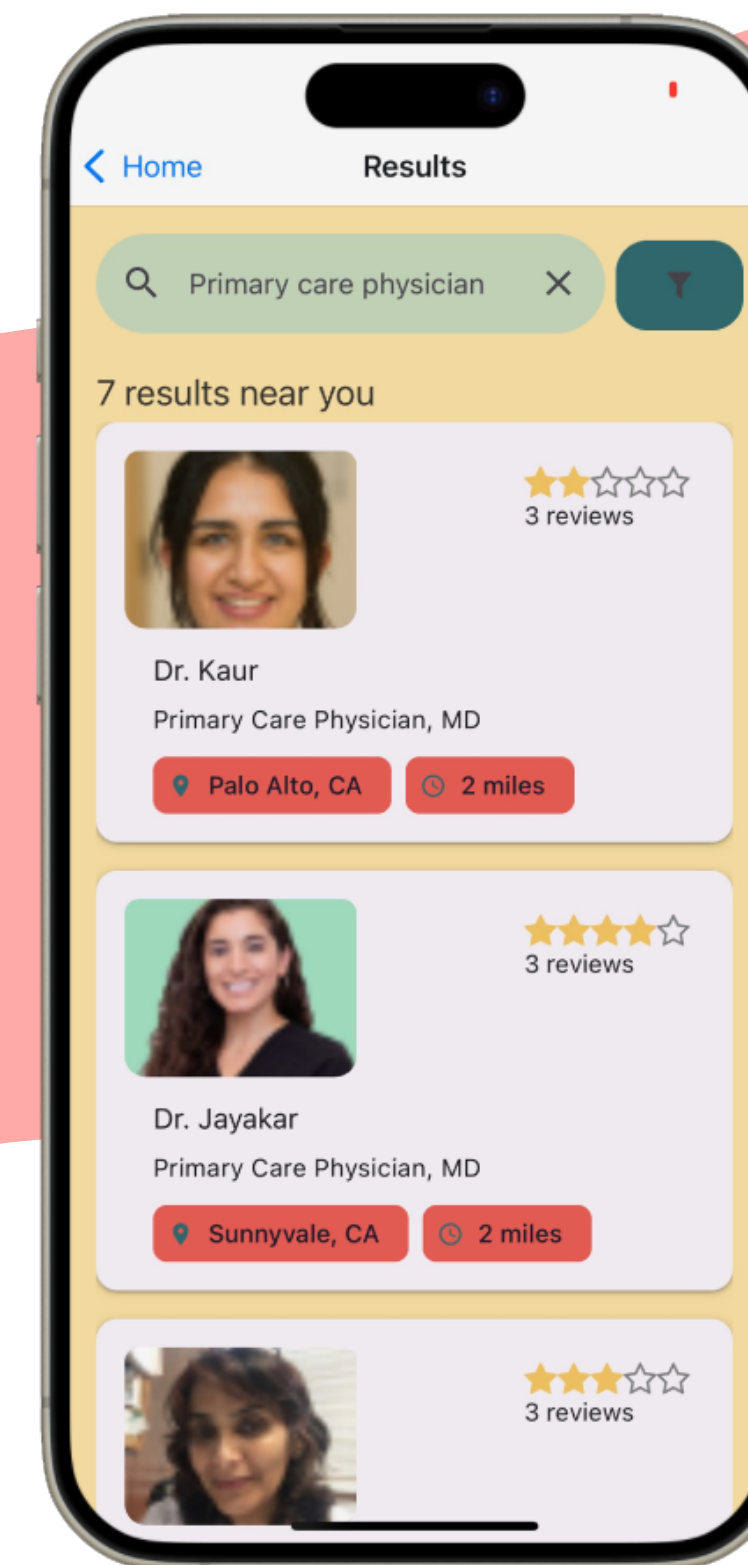 Home Results
Primary care physician
7 results near you
3 reviews
Dr. Kaur
Primary Care Physician, MD
Palo Alto, CA 2 miles
3 reviews
Dr. Jayakar
Primary Care Physician, MD
Sunnyvale, CA 2 miles
3 reviews